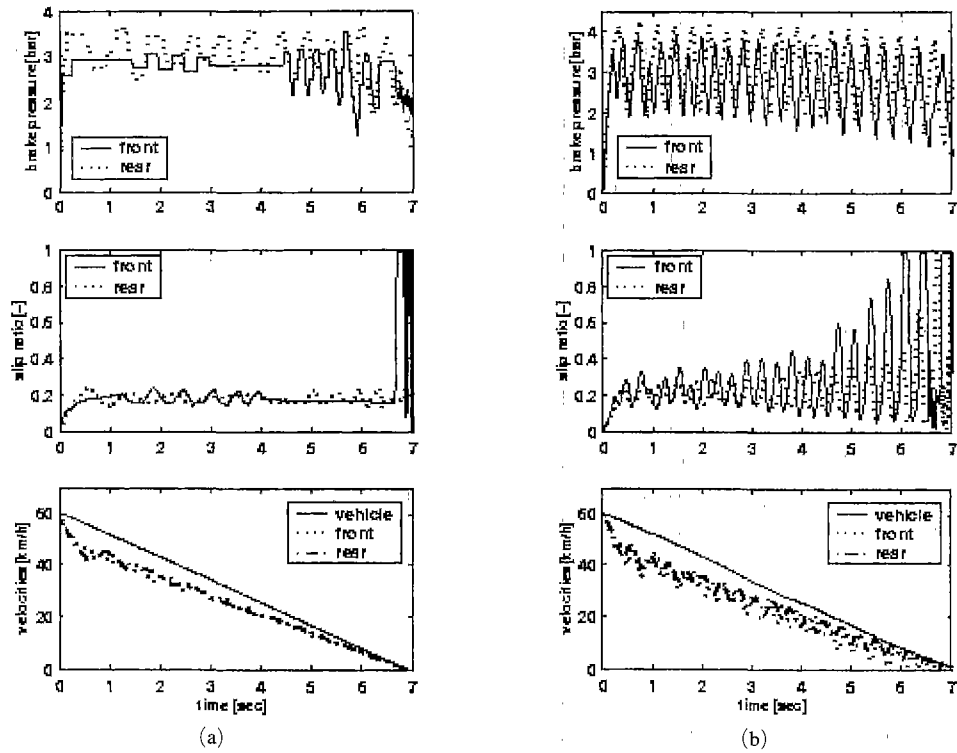 4
3
2
1
0
brakepressure[bar]
front
rear
0 1 2 3 4 5 6 7
1
0.8
0.6
0.4
0.2
0
slip ratio[-]
front
rear
0 1 2 3 4 5 6 7
60
40
20
0
velocities[km/h]
vehicle
front
rear
0 1 2 3 4 5 6 7
time [sec]
(a)
4
3
2
1
0
brakepressure[bar]
front
rear
0 1 2 3 4 5 6 7
1
0.8
0.6
0.4
0.2
0
slip ratio[-]
front
rear
0 1 2 3 4 5 6 7
60
40
20
0
velocities[km/h]
vehicle
front
rear
0 1 2 3 4 5 6 7
time [sec]
(b)